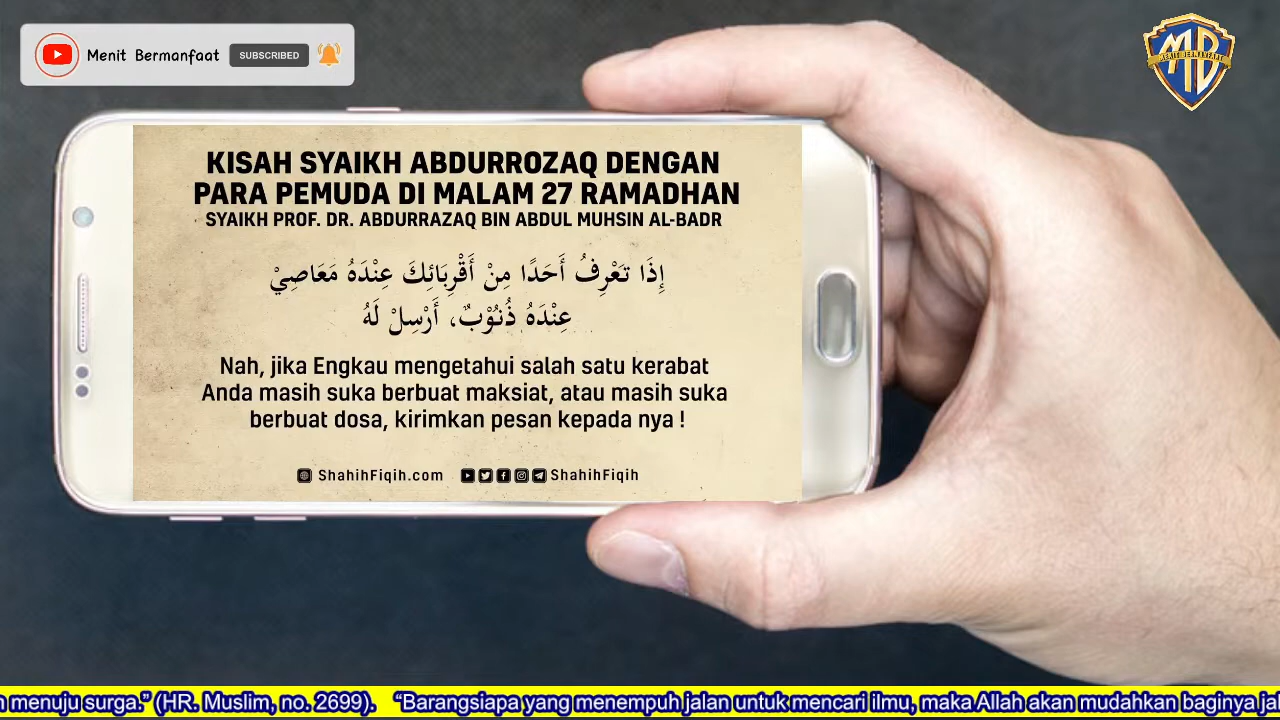 Menit Bermanfaat
SUBSCRIBED
MB
KISAH SYAIKH ABDURROZAQ DENGAN
PARA PEMUDA DI MALAM 27 RAMADHAN
SYAIKH PROF. DR. ABDURRAZAQ BIN ABDUL MUHSIN AL-BADR
إِذَا تَعْرِفُ أَحَدًا مِنْ أَقْرِبَائِكَ عِنْدَهُ مَعَاصِيْ
عِنْدَهُ ذُنُوْبٌ، أَرْسِلْ لَهُ
Nah, jika Engkau mengetahui salah satu kerabat
Anda masih suka berbuat maksiat, atau masih suka
berbuat dosa, kirimkan pesan kepada nya !
ShahihFiqih.com ShahihFiqih
menuju surga.” (HR. Muslim, no. 2699). “Barangsiapa yang menempuh jalan untuk mencari ilmu, maka Allah akan mudahkan baginya